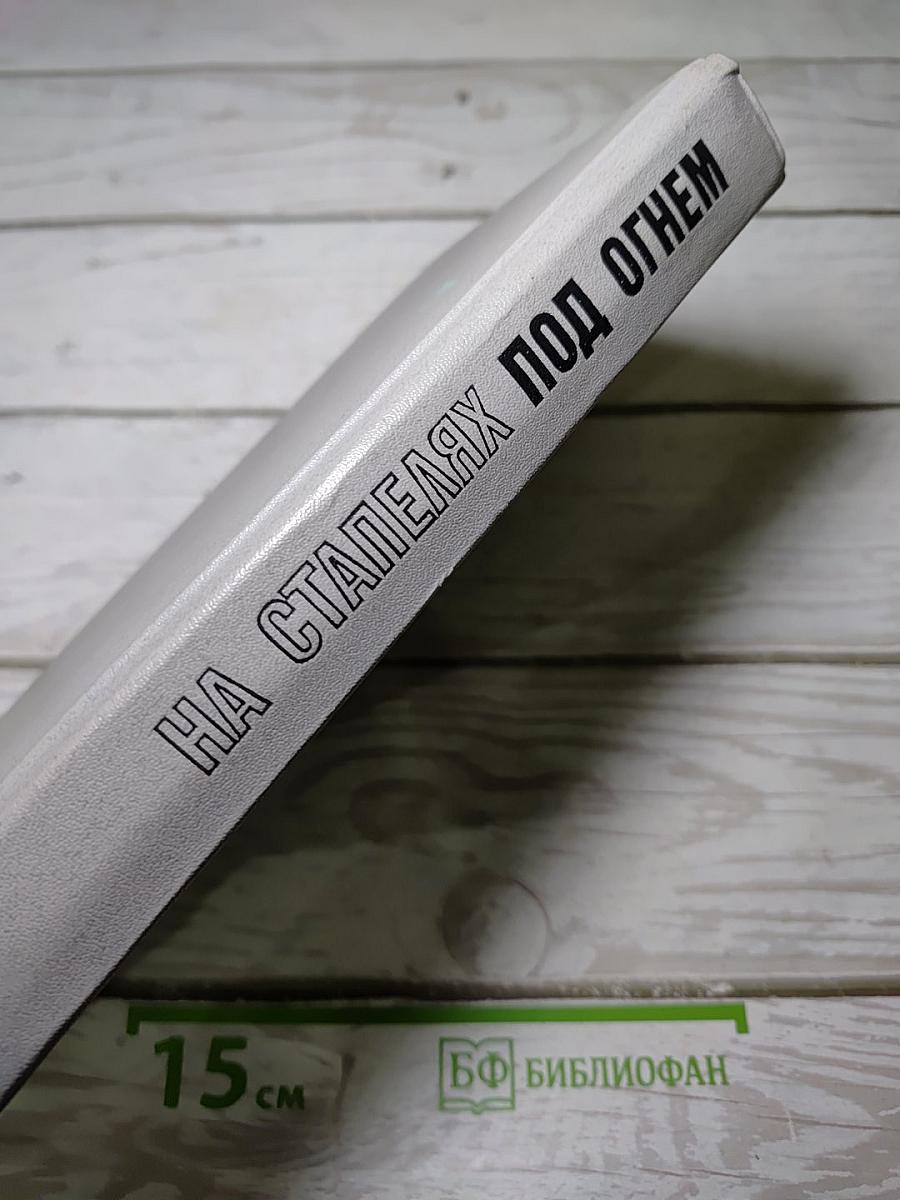 НА СТАПЕЛЯХ ПОД ОГНЕМ
15 см
БФ БИБЛИОФАН